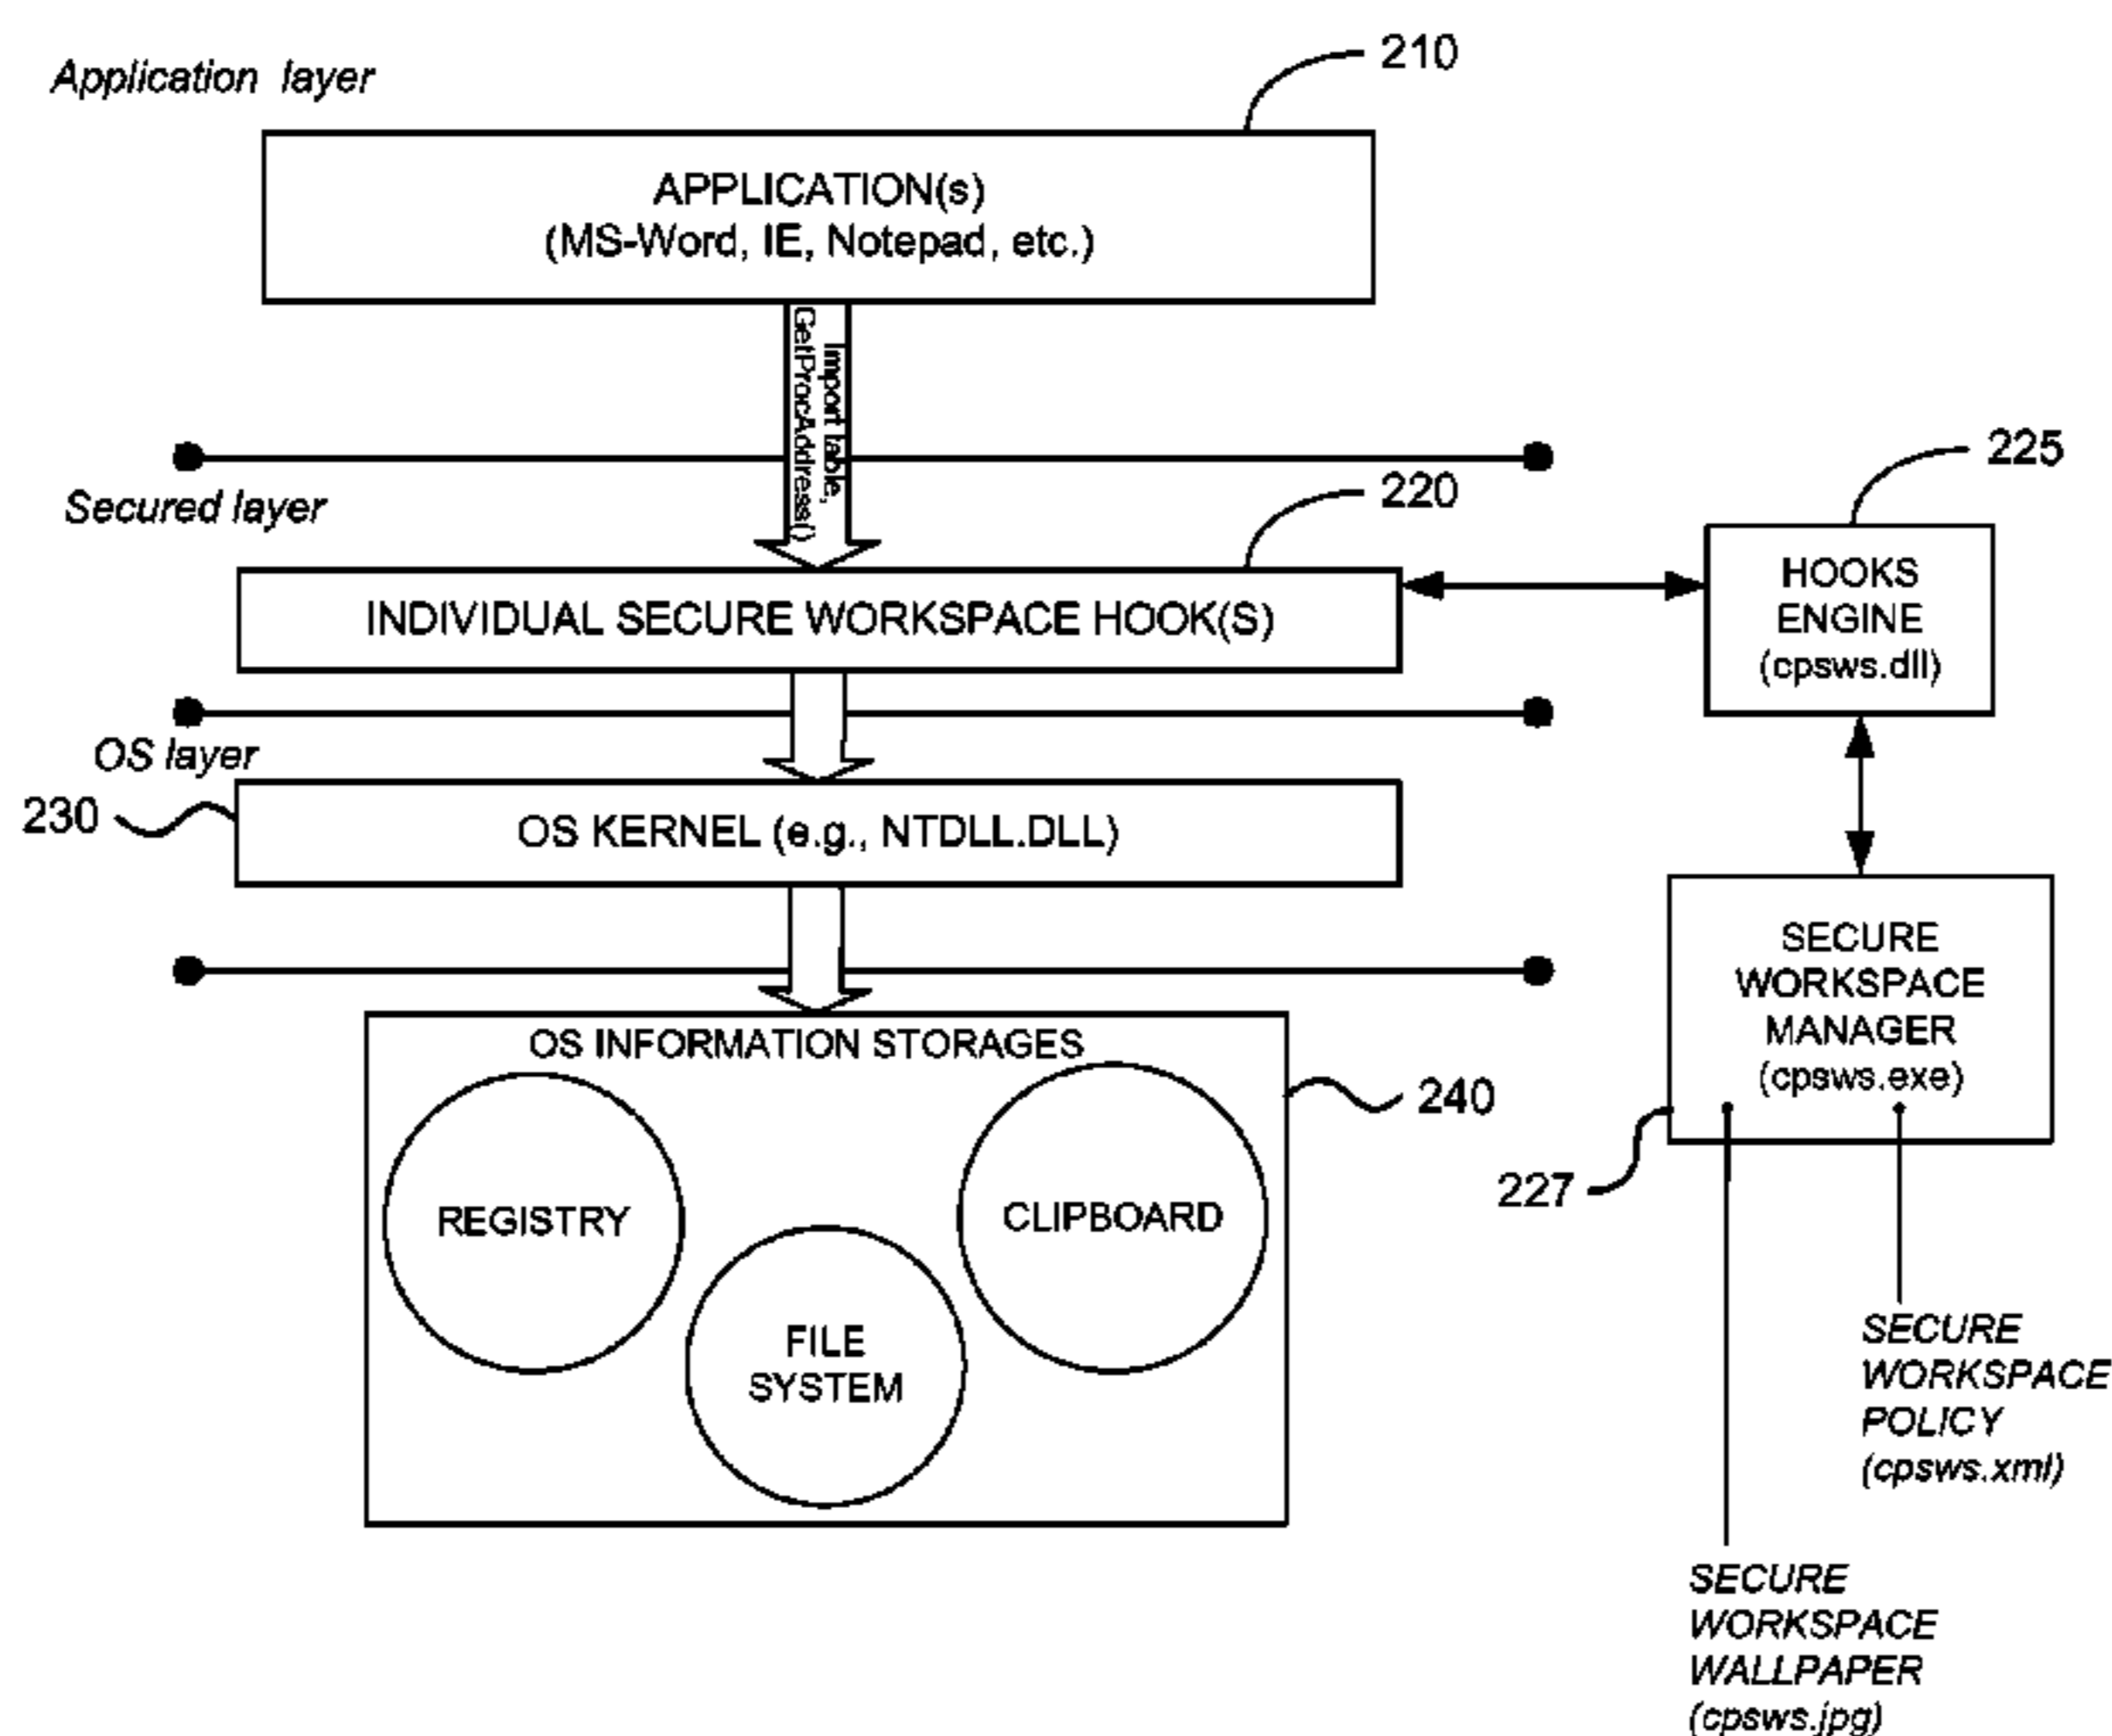 210
Application layer
APPLICATION(s)
(MS-Word, IE, Notepad, etc.)
Import table,
GetProcAddress()
225
Secured layer
220
INDIVIDUAL SECURE WORKSPACE HOOK(S)
HOOKS
ENGINE
(cpsws.dll)
OS layer
230
OS KERNEL (e.g., NTDLL.DLL)
SECURE
WORKSPACE
MANAGER
(cpsws.exe)
227
OS INFORMATION STORAGES
240
REGISTRY
CLIPBOARD
FILE
SYSTEM
SECURE
WORKSPACE
POLICY
(cpsws.xml)
SECURE
WORKSPACE
WALLPAPER
(cpsws.jpg)